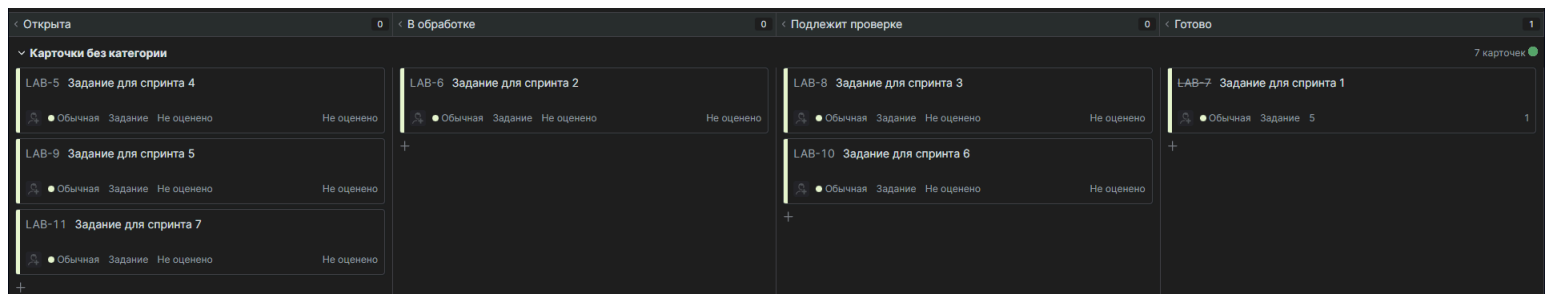 Открыта 0
В обработке 0
Подлежит проверке 0
Готово 1
Карточки без категории 7 карточек
LAB-5 Задание для спринта 4
Обычная Задание Не оценено Не оценено
LAB-9 Задание для спринта 5
Обычная Задание Не оценено Не оценено
LAB-11 Задание для спринта 7
Обычная Задание Не оценено Не оценено
+
LAB-6 Задание для спринта 2
Обычная Задание Не оценено Не оценено
+
LAB-8 Задание для спринта 3
Обычная Задание Не оценено Не оценено
LAB-10 Задание для спринта 6
Обычная Задание Не оценено Не оценено
+
LAB-7 Задание для спринта 1
Обычная Задание 5 1
+